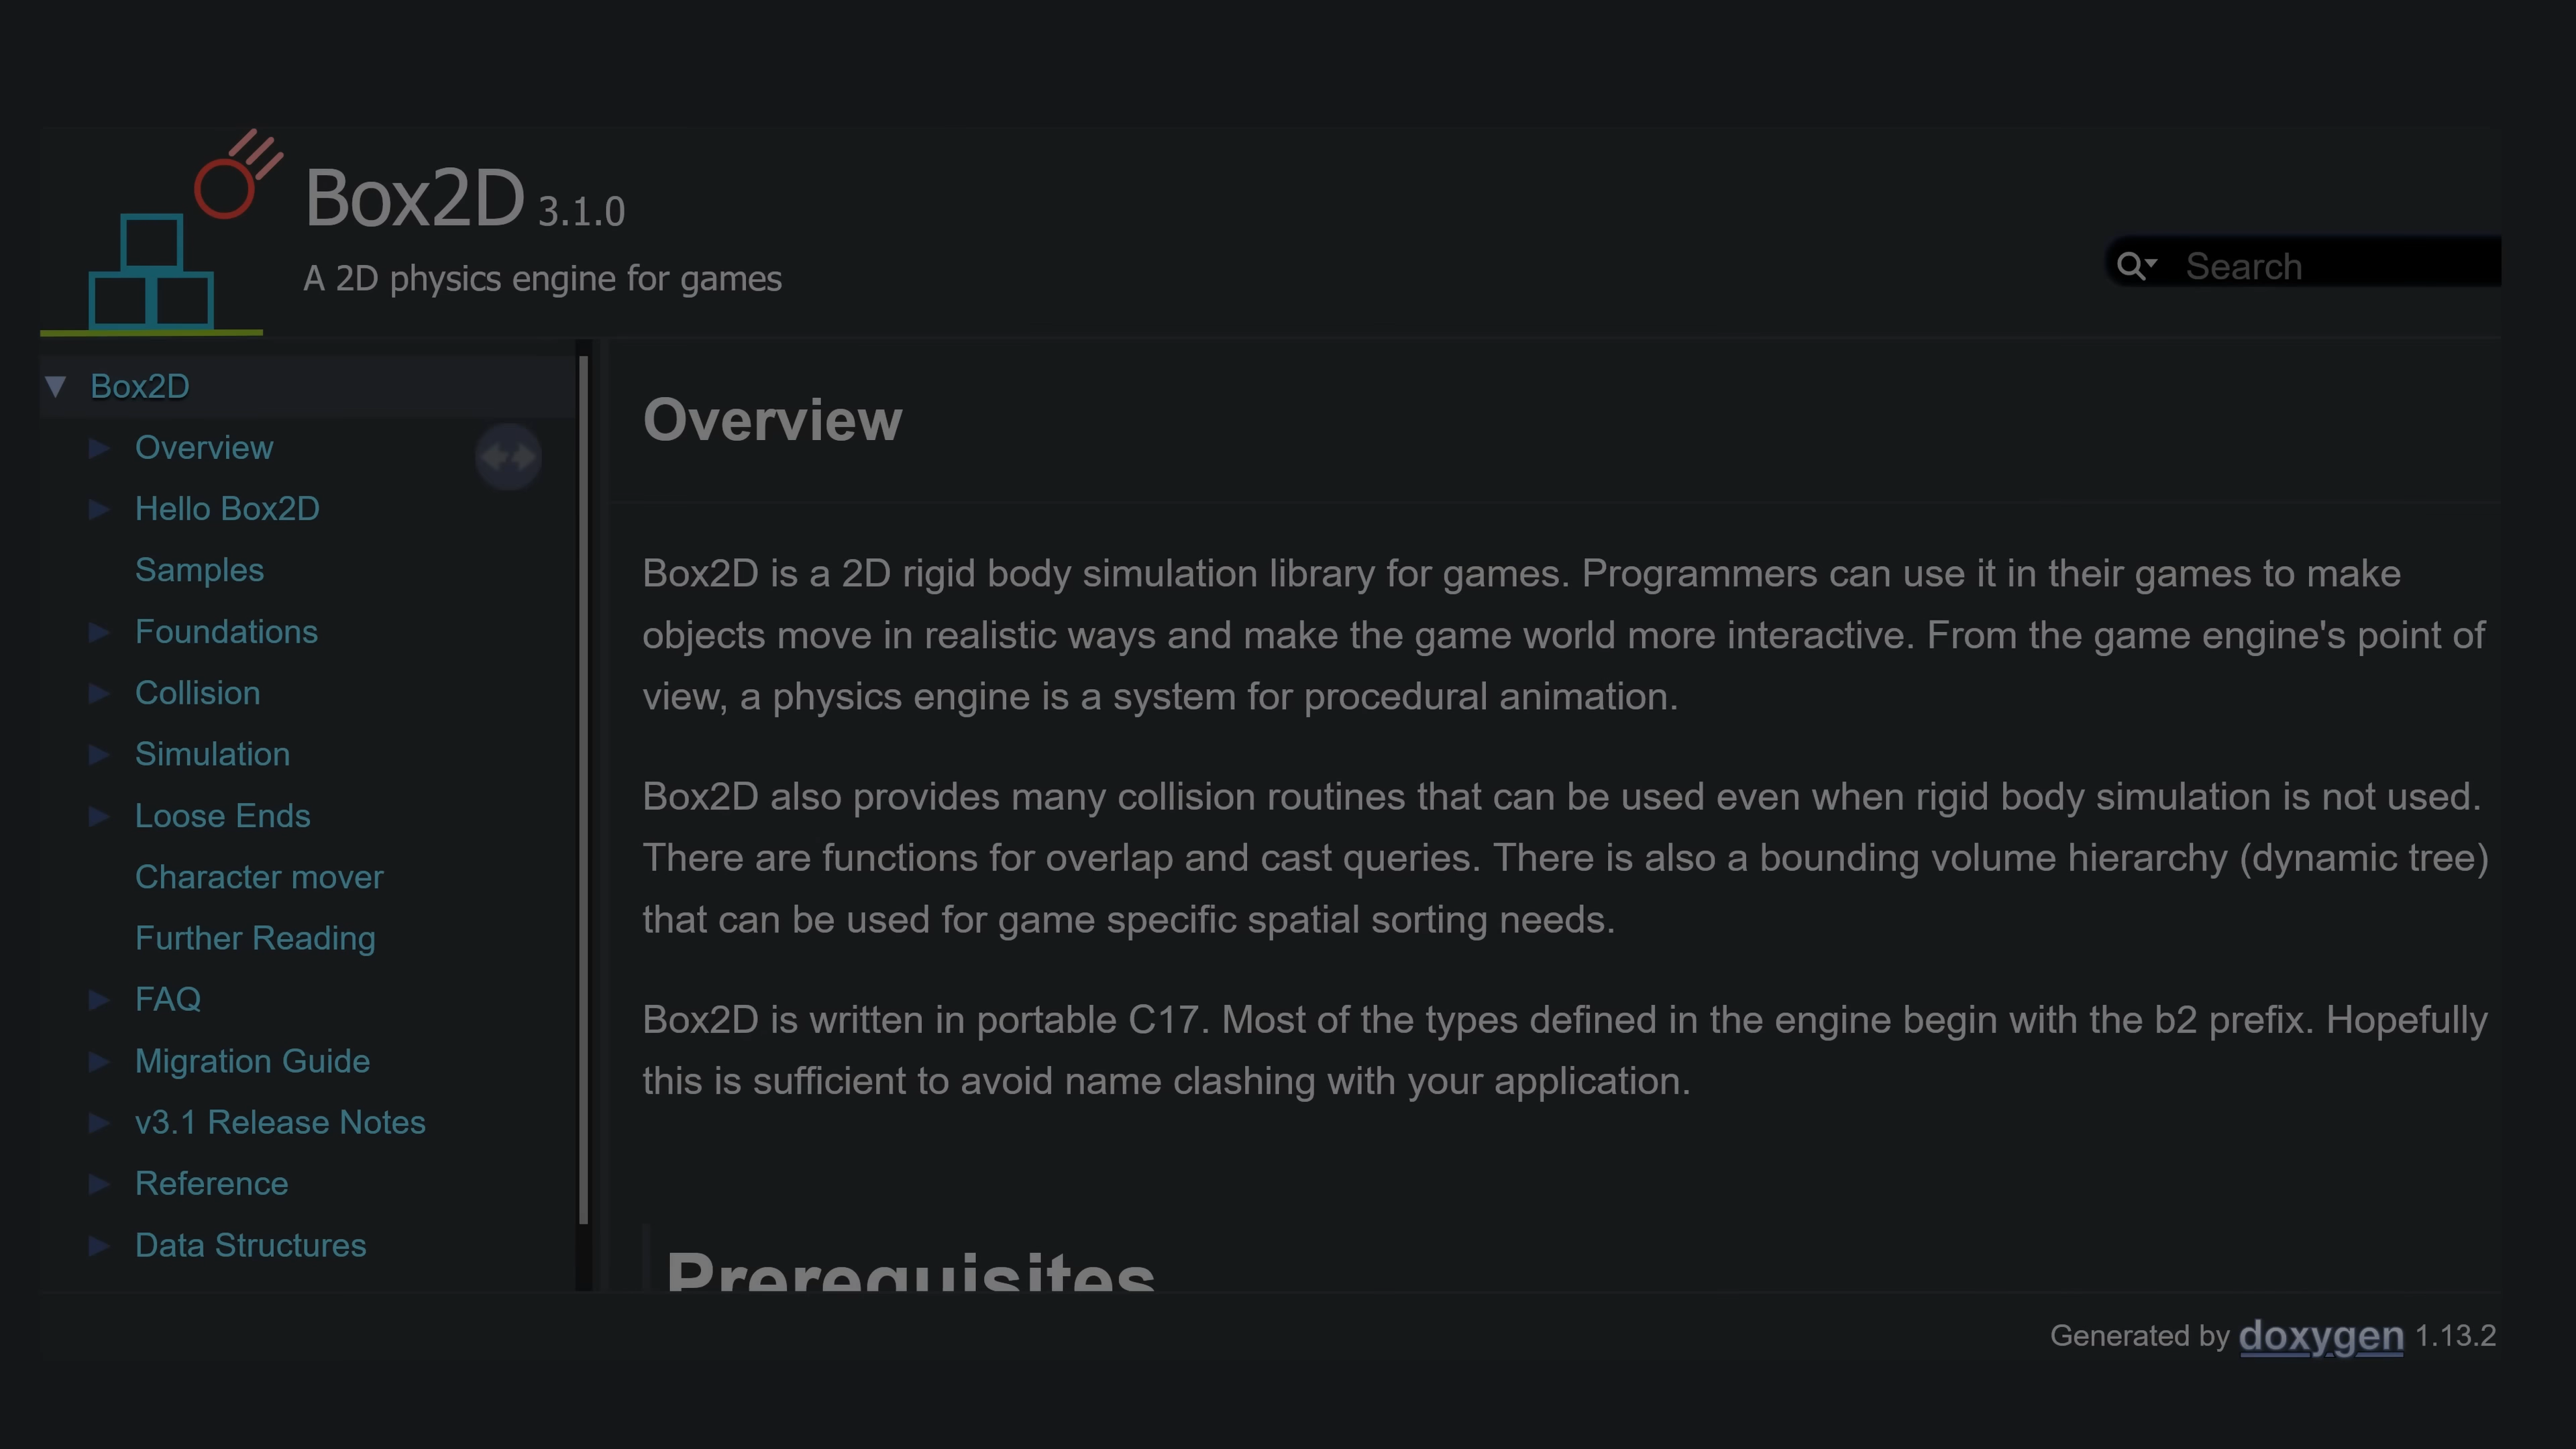 Box2D 3.1.0
A 2D physics engine for games
Search
Box2D
Overview
Hello Box2D
Samples
Foundations
Collision
Simulation
Loose Ends
Character mover
Further Reading
FAQ
Migration Guide
v3.1 Release Notes
Reference
Data Structures
Overview
Box2D is a 2D rigid body simulation library for games. Programmers can use it in their games to make
objects move in realistic ways and make the game world more interactive. From the game engine's point of
view, a physics engine is a system for procedural animation.
Box2D also provides many collision routines that can be used even when rigid body simulation is not used.
There are functions for overlap and cast queries. There is also a bounding volume hierarchy (dynamic tree)
that can be used for game specific spatial sorting needs.
Box2D is written in portable C17. Most of the types defined in the engine begin with the b2 prefix. Hopefully
this is sufficient to avoid name clashing with your application.
Prerequisites
Generated by doxygen 1.13.2